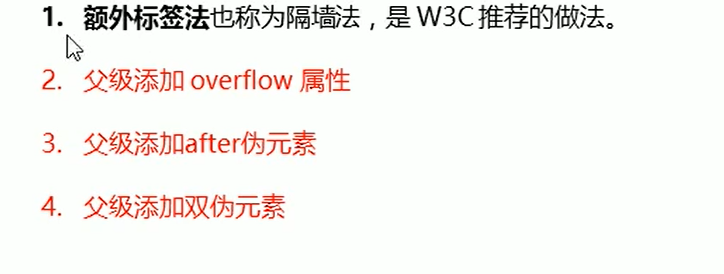 1. 额外标签法也称为隔墙法，是 W3C 推荐的做法。
2. 父级添加 overflow 属性
3. 父级添加after伪元素
4. 父级添加双伪元素